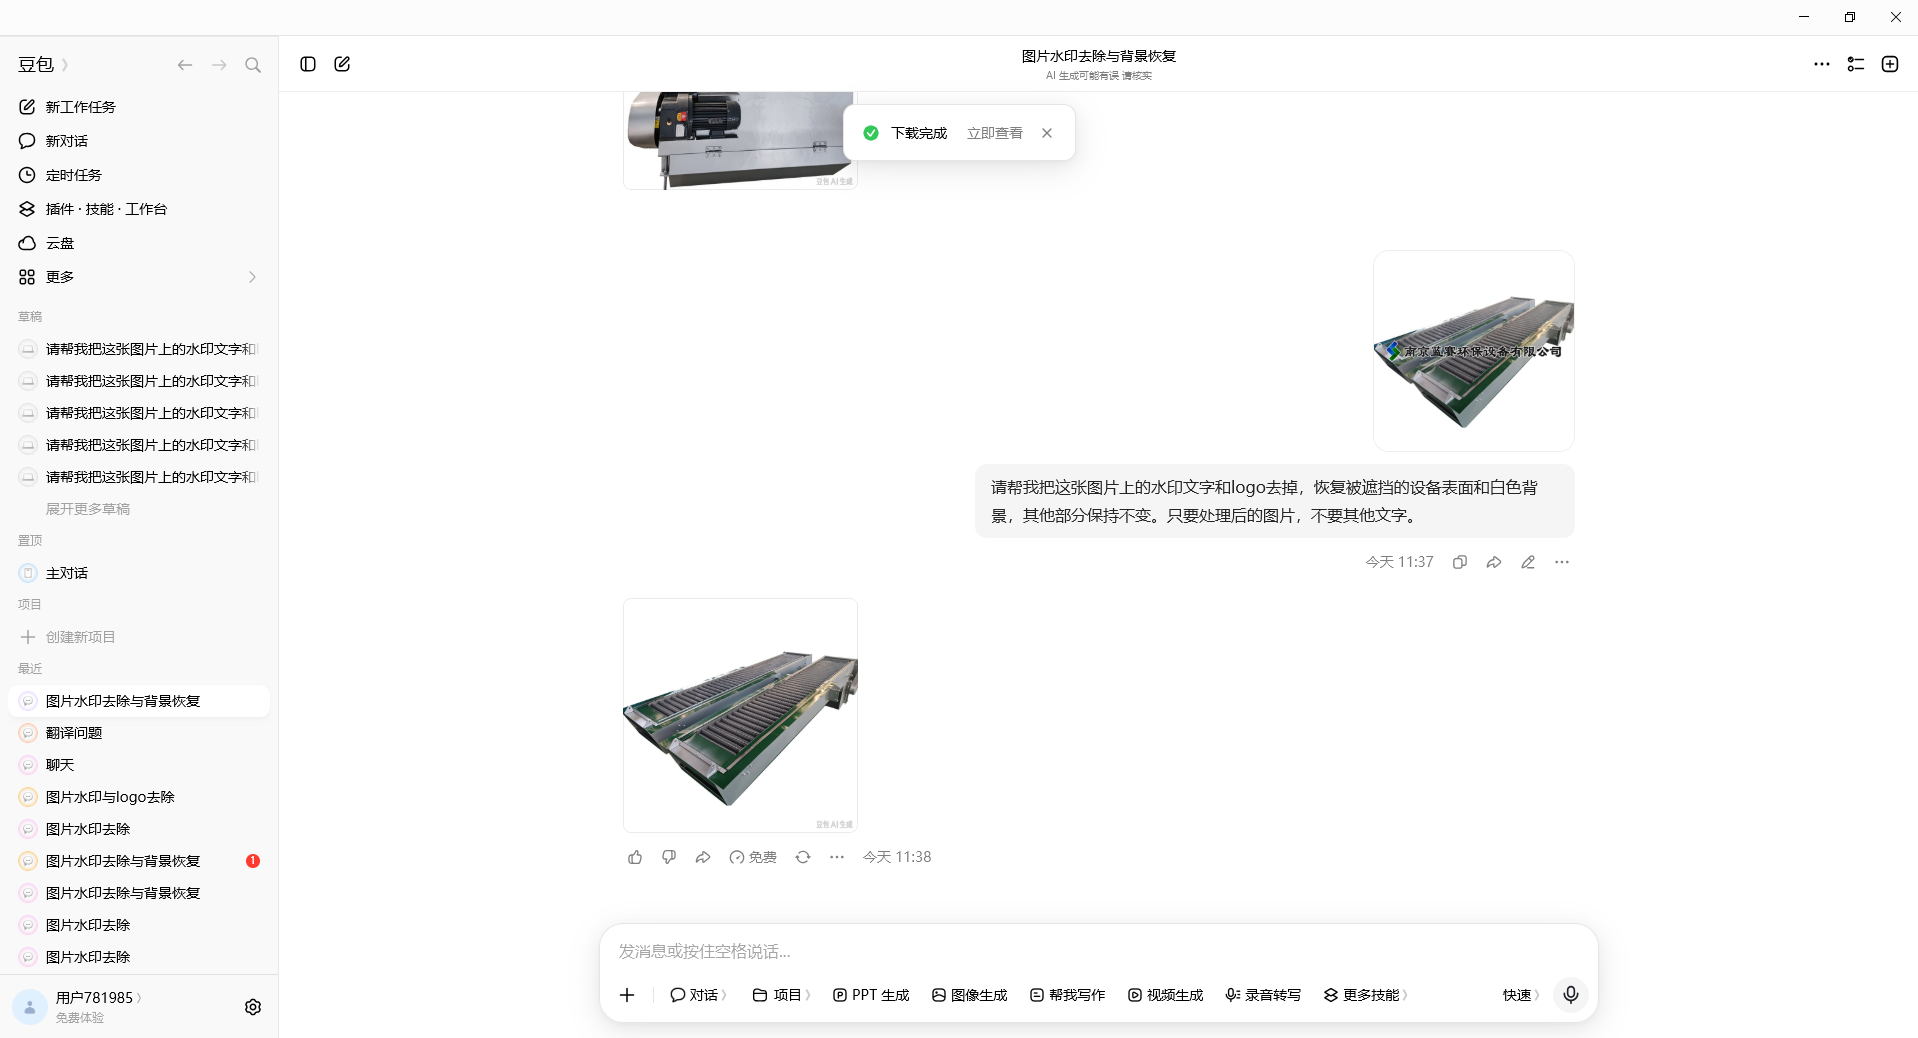 豆包
新工作任务
新对话
定时任务
插件 · 技能 · 工作台
云盘
更多
草稿
请帮我把这张图片上的水印文字和
请帮我把这张图片上的水印文字和
请帮我把这张图片上的水印文字和
请帮我把这张图片上的水印文字和
请帮我把这张图片上的水印文字和
展开更多草稿
置顶
主对话
项目
创建新项目
最近
图片水印去除与背景恢复
翻译问题
聊天
图片水印与logo去除
图片水印去除
图片水印去除与背景恢复
1
图片水印去除与背景恢复
图片水印去除
图片水印去除
用户781985
免费体验
图片水印去除与背景恢复
AI 生成可能有误 请核实
下载完成 立即查看
豆包AI生成
南京蓝赛环保设备有限公司
请帮我把这张图片上的水印文字和logo去掉，恢复被遮挡的设备表面和白色背
景，其他部分保持不变。只要处理后的图片，不要其他文字。
今天 11:37
豆包AI生成
免费
今天 11:38
发消息或按住空格说话...
对话
项目
PPT 生成
图像生成
帮我写作
视频生成
录音转写
更多技能
快速